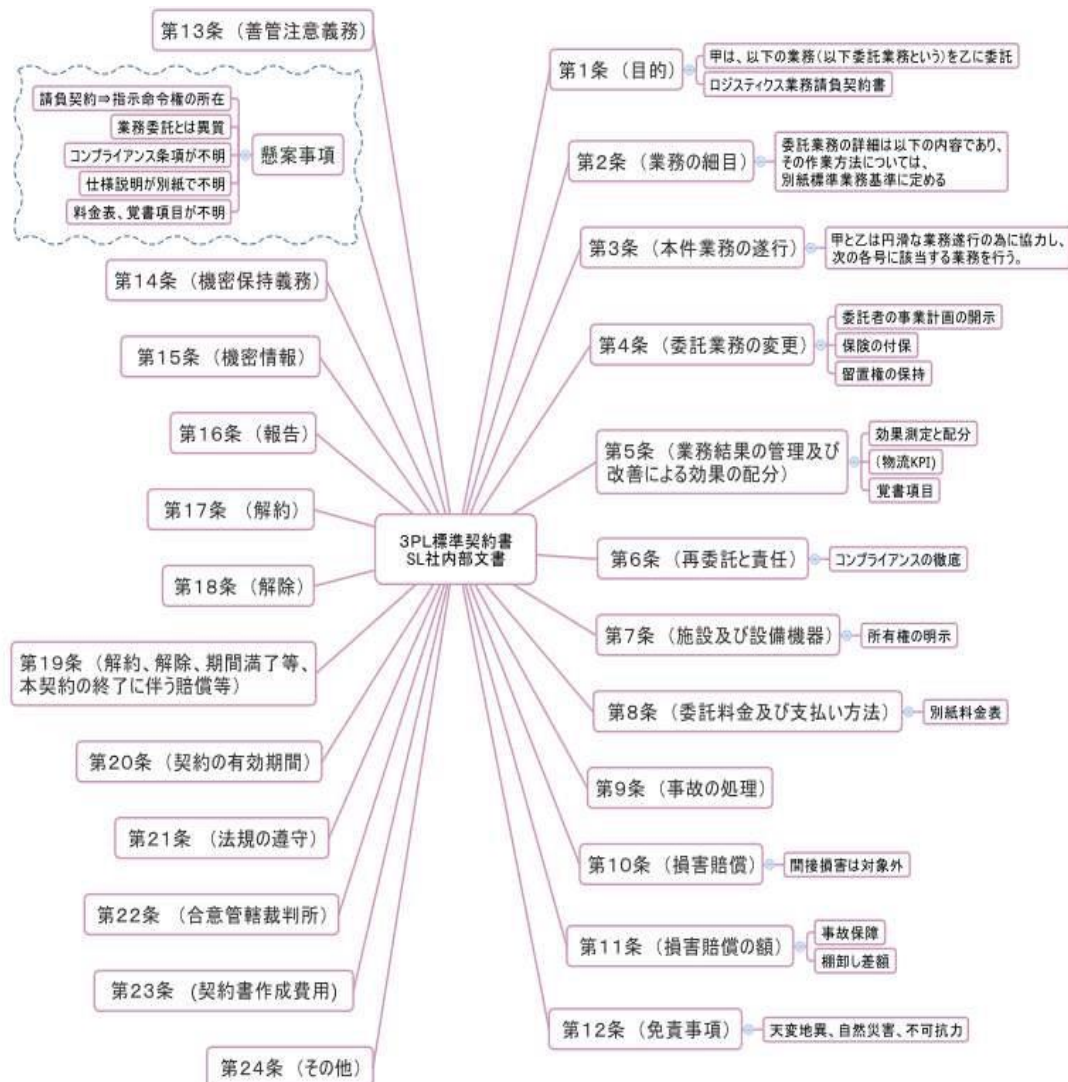 3PL標準契約書
SL社内部文書
第1条 (目的)
甲は、以下の業務(以下委託業務という)を乙に委託
ロジスティクス業務請負契約書
第2条 (業務の細目)
委託業務の詳細は以下の内容であり、
その作業方法については、
別紙標準業務基準に定める
第3条 (本件業務の遂行)
甲と乙は円滑な業務遂行の為に協力し、
次の各号に該当する業務を行う。
第4条 (委託業務の変更)
委託者の事業計画の開示
保険の付保
留置権の保持
第5条 (業務結果の管理及び
改善による効果の配分)
効果測定と配分
(物流KPI)
覚書項目
第6条 (再委託と責任)
コンプライアンスの徹底
第7条 (施設及び設備機器)
所有権の明示
第8条 (委託料金及び支払い方法)
別紙料金表
第9条 (事故の処理)
第10条 (損害賠償)
間接損害は対象外
第11条 (損害賠償の額)
事故保障
棚卸し差額
第12条 (免責事項)
天変地異、自然災害、不可抗力
第13条 (善管注意義務)
懸案事項
請負契約⇒指示命令権の所在
業務委託とは異質
コンプライアンス条項が不明
仕様説明が別紙で不明
料金表、覚書項目が不明
第14条 (機密保持義務)
第15条 (機密情報)
第16条 (報告)
第17条 (解約)
第18条 (解除)
第19条 (解約、解除、期間満了等、
本契約の終了に伴う賠償等)
第20条 (契約の有効期間)
第21条 (法規の遵守)
第22条 (合意管轄裁判所)
第23条 (契約書作成費用)
第24条 (その他)